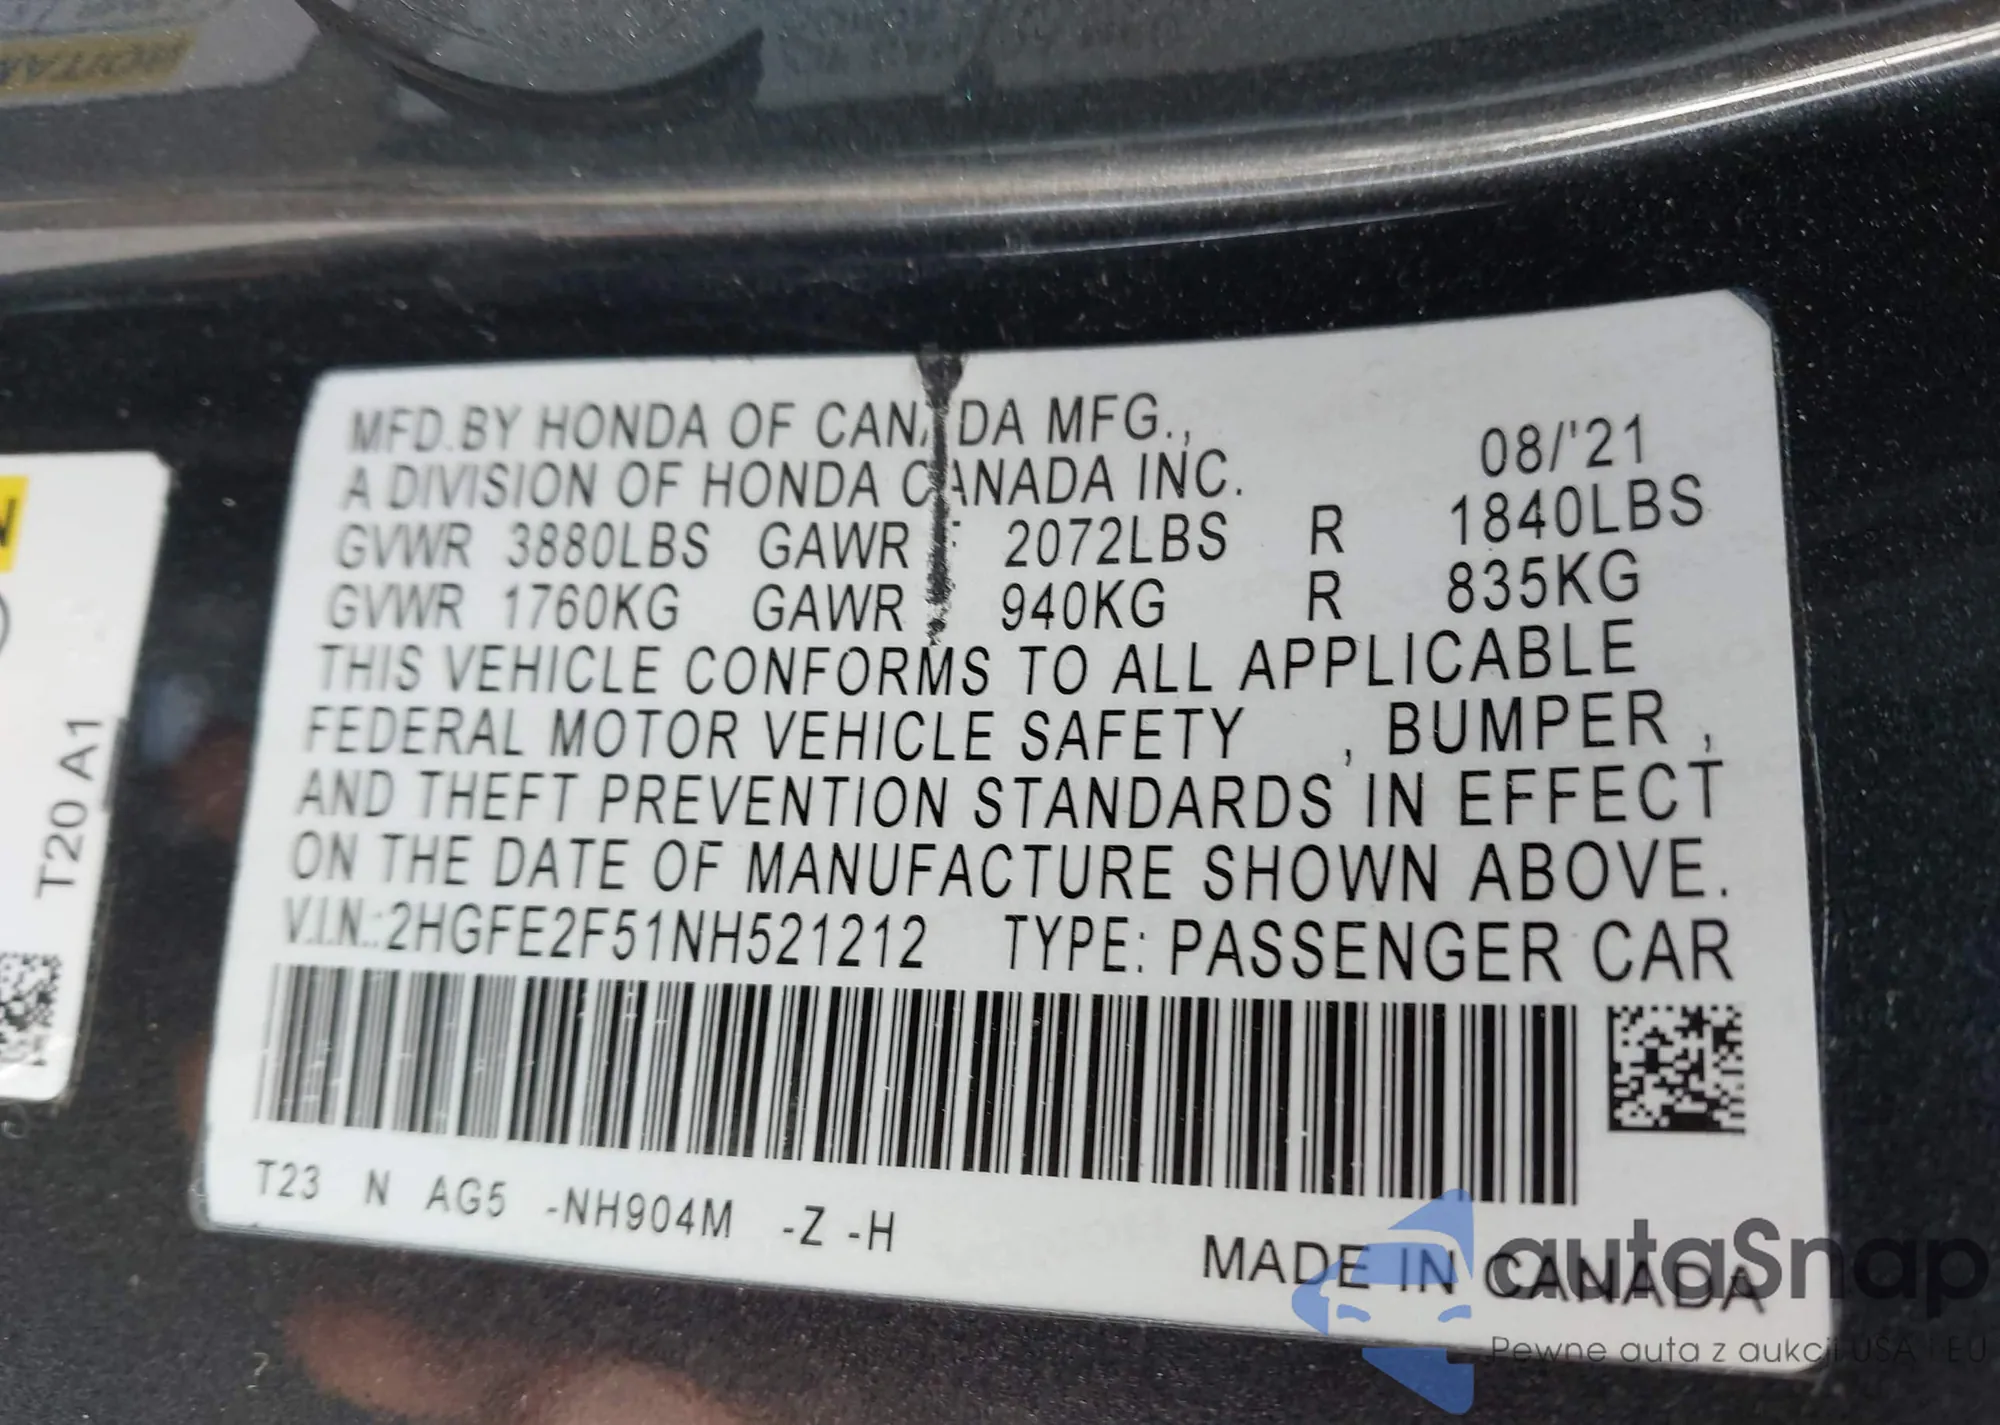 MFD.BY HONDA OF CANADA MFG.,
A DIVISION OF HONDA CANADA INC. 08/'21
GVWR 3880LBS GAWR F 2072LBS R 1840LBS
GVWR 1760KG GAWR 940KG R 835KG
THIS VEHICLE CONFORMS TO ALL APPLICABLE
FEDERAL MOTOR VEHICLE SAFETY , BUMPER ,
AND THEFT PREVENTION STANDARDS IN EFFECT
ON THE DATE OF MANUFACTURE SHOWN ABOVE.
V.I.N.:2HGFE2F51NH521212 TYPE: PASSENGER CAR
T23 N AG5 -NH904M -Z -H
MADE IN CANADA
T20 A1
autaSnap
Pewne auta z aukcji USA i EU